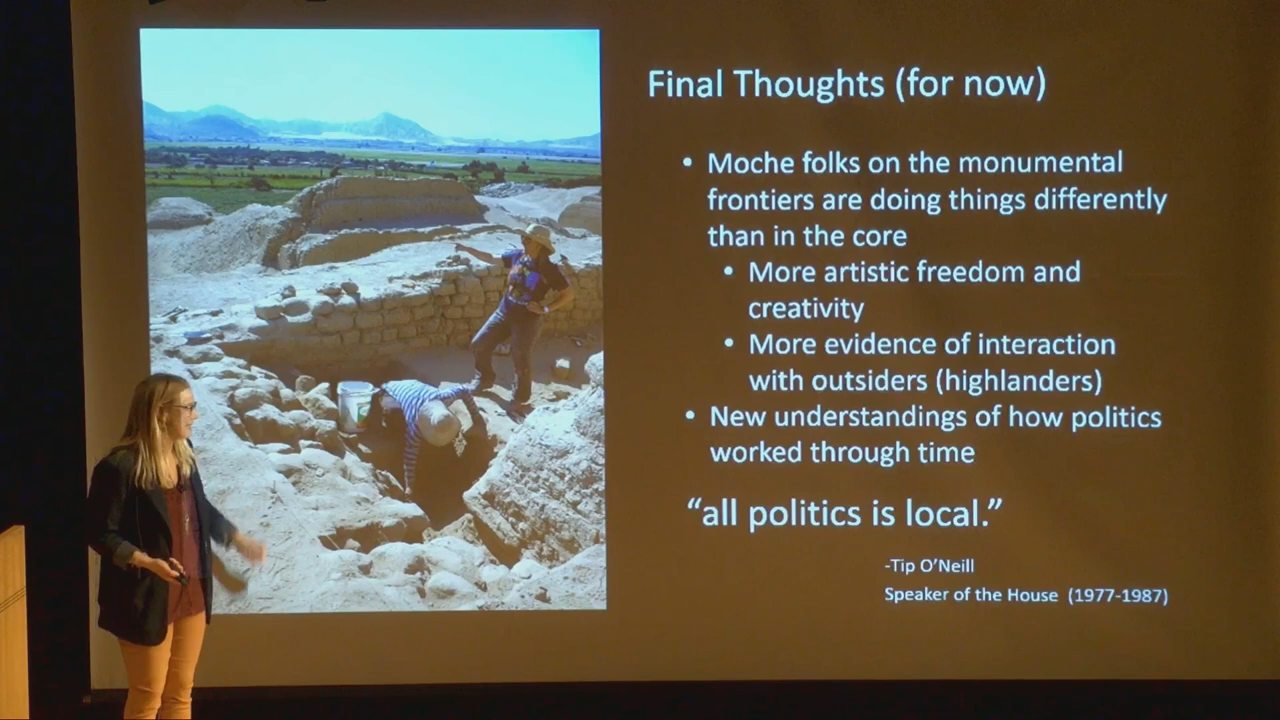 Final Thoughts (for now)
• Moche folks on the monumental
frontiers are doing things differently
than in the core
• More artistic freedom and
creativity
• More evidence of interaction
with outsiders (highlanders)
• New understandings of how politics
worked through time
“all politics is local.”
-Tip O’Neill
Speaker of the House (1977-1987)